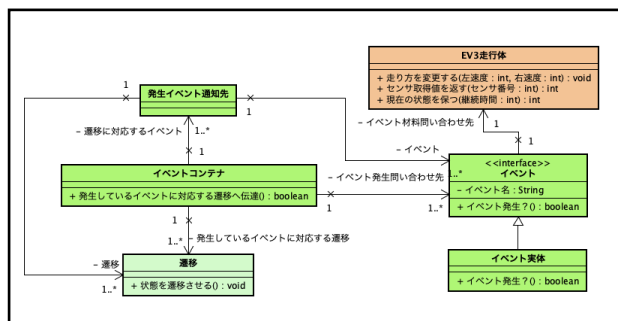 EV3走行体
+ 走り方を変更する(左速度 : int, 右速度 : int) : void
+ センサ取得値を返す(センサ番号 : int) : int
+ 現在の状態を保つ(継続時間 : int) : int
1
1
発生イベント通知先
1
– 遷移に対応するイベント
1..*
1
– イベント材料問い合わせ先
1
1
– イベント
<<interface>>
イベント
– イベント名 : String
+ イベント発生？() : boolean
イベントコンテナ
+ 発生しているイベントに対応する遷移へ伝達() : boolean
– イベント発生問い合わせ先
1..*
1
1..*
1
– 発生しているイベントに対応する遷移
1..*
– 遷移
1..*
遷移
+ 状態を遷移させる() : void
イベント実体
+ イベント発生？() : boolean